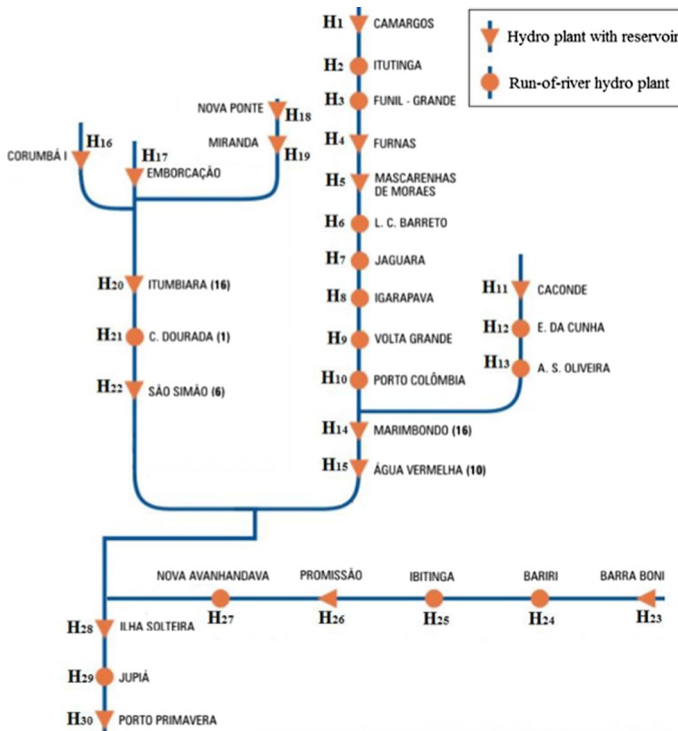 H1 CAMARGOS
Hydro plant with reservoir
H2 ITUTINGA
Run-of-river hydro plant
H3 FUNIL - GRANDE
NOVA PONTE H18
H16
H4 FURNAS
MIRANDA H19
CORUMBÁ I
H17
EMBORCAÇÃO
H5 MASCARENHAS
DE MORAES
H6 L. C. BARRETO
H7 JAGUARA
H20 ITUMBIARA (16)
H8 IGARAPAVA
H11 CACONDE
H21 C. DOURADA (1)
H9 VOLTA GRANDE
H12 E. DA CUNHA
H13 A. S. OLIVEIRA
H22 SÃO SIMÃO (6)
H10 PORTO COLÔMBIA
H14 MARIMBONDO (16)
H15 ÁGUA VERMELHA (10)
NOVA AVANHANDAVA PROMISSÃO IBITINGA BARIRI BARRA BONI
H27 H26 H25 H24 H23
H28 ILHA SOLTEIRA
H29 JUPIÁ
H30 PORTO PRIMAVERA